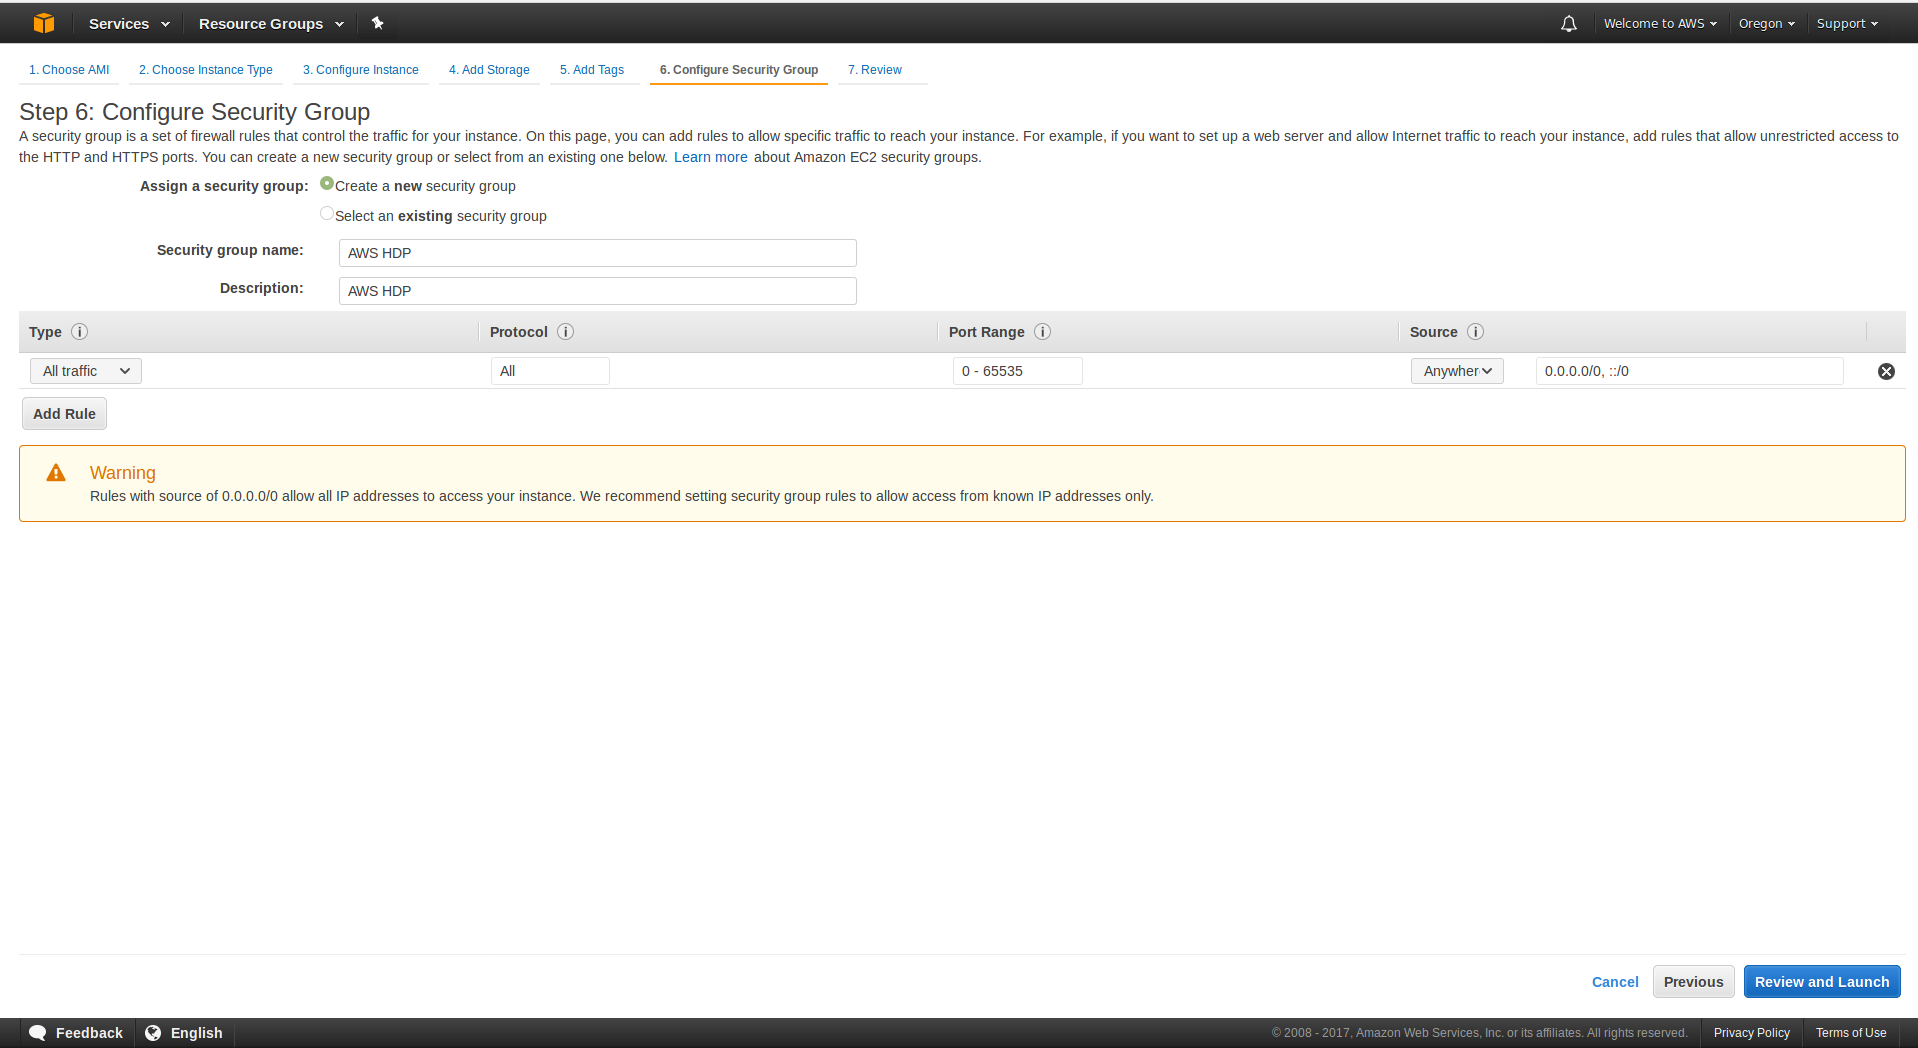 Services Resource Groups Welcome to AWS Oregon Support
1. Choose AMI 2. Choose Instance Type 3. Configure Instance 4. Add Storage 5. Add Tags 6. Configure Security Group 7. Review
Step 6: Configure Security Group
A security group is a set of firewall rules that control the traffic for your instance. On this page, you can add rules to allow specific traffic to reach your instance. For example, if you want to set up a web server and allow Internet traffic to reach your instance, add rules that allow unrestricted access to
the HTTP and HTTPS ports. You can create a new security group or select from an existing one below. Learn more about Amazon EC2 security groups.
Assign a security group: Create a new security group
Select an existing security group
Security group name: AWS HDP
Description: AWS HDP
Type i Protocol i Port Range i Source i
All traffic All 0 - 65535 Anywher 0.0.0.0/0, ::/0
Add Rule
Warning
Rules with source of 0.0.0.0/0 allow all IP addresses to access your instance. We recommend setting security group rules to allow access from known IP addresses only.
Cancel Previous Review and Launch
Feedback English © 2008 - 2017, Amazon Web Services, Inc. or its affiliates. All rights reserved. Privacy Policy Terms of Use